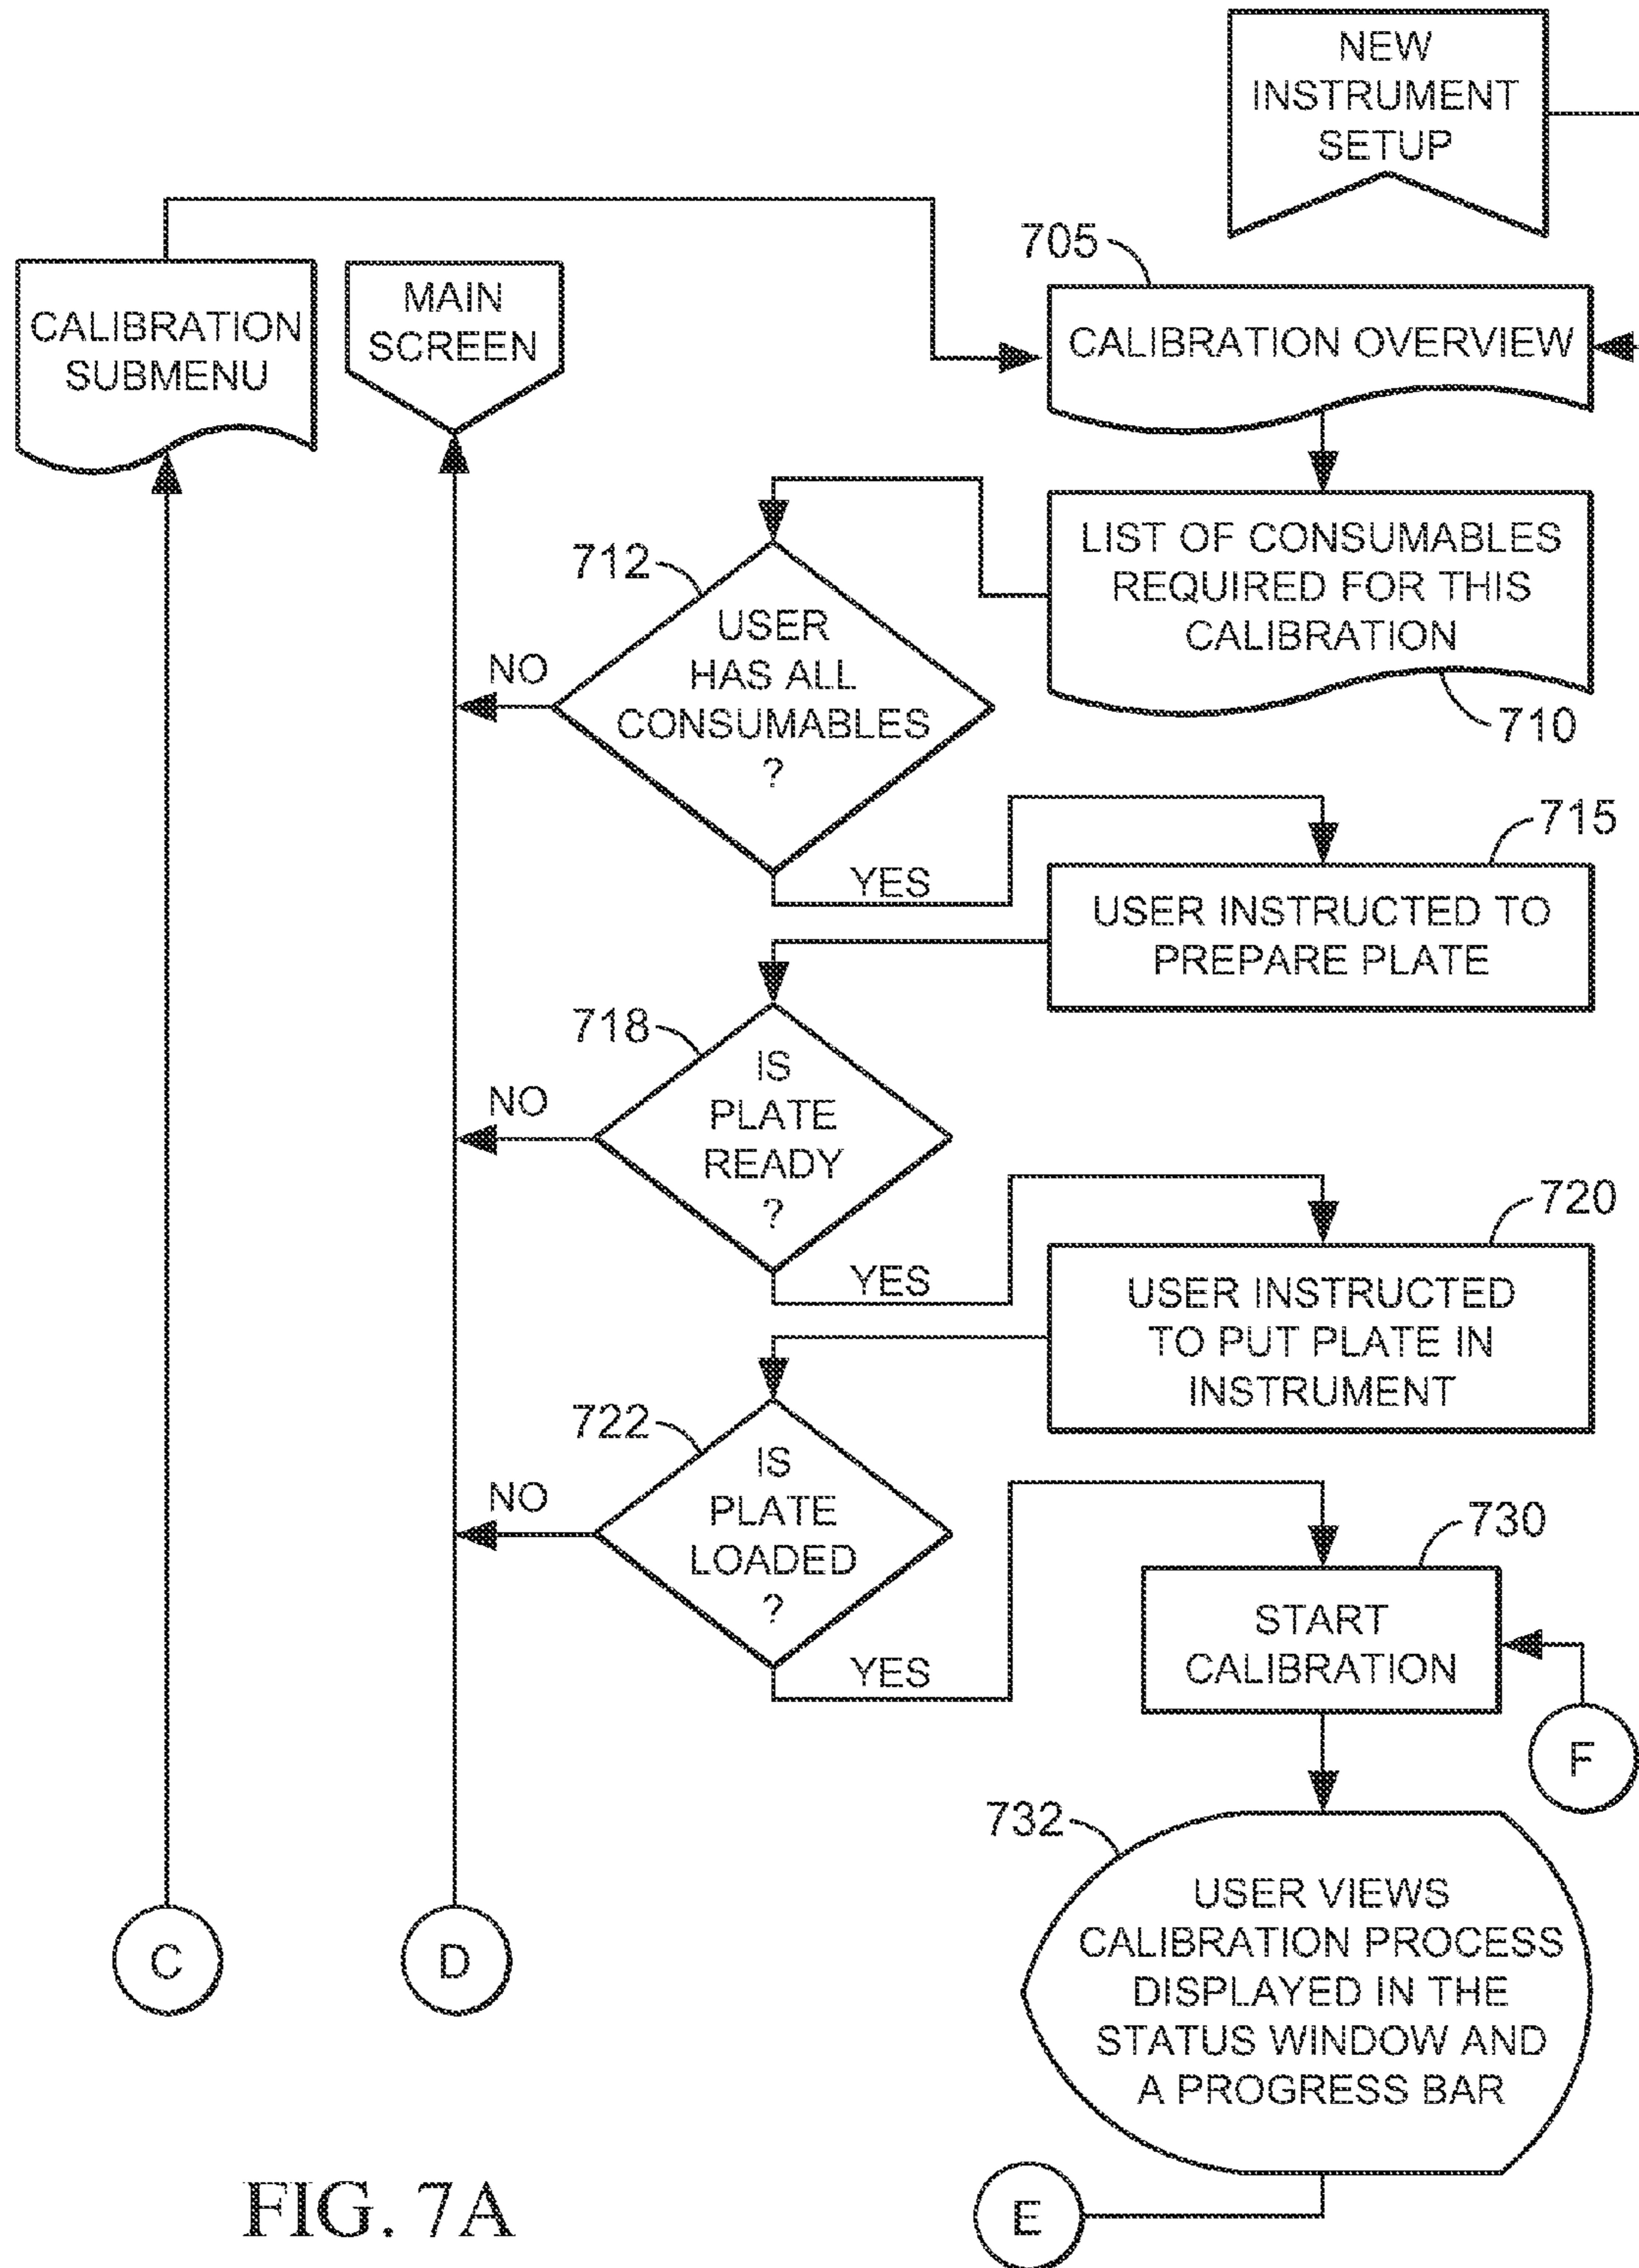 NEW
INSTRUMENT
SETUP
705
CALIBRATION
SUBMENU
MAIN
SCREEN
CALIBRATION OVERVIEW
712
LIST OF CONSUMABLES
REQUIRED FOR THIS
CALIBRATION
710
USER
HAS ALL
CONSUMABLES
?
NO
YES
715
USER INSTRUCTED TO
PREPARE PLATE
718
IS
PLATE
READY
?
NO
YES
720
USER INSTRUCTED
TO PUT PLATE IN
INSTRUMENT
722
IS
PLATE
LOADED
?
NO
YES
730
START
CALIBRATION
F
732
USER VIEWS
CALIBRATION PROCESS
DISPLAYED IN THE
STATUS WINDOW AND
A PROGRESS BAR
C
D
E
FIG. 7A